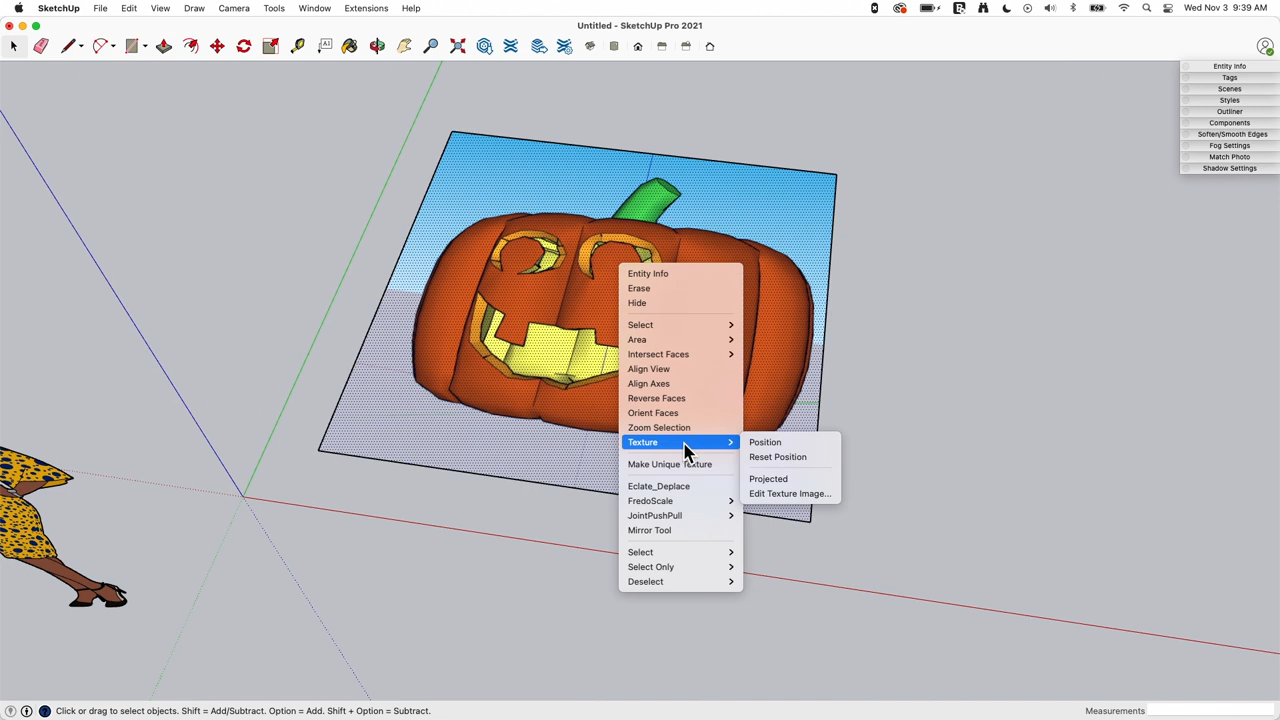 SketchUp File Edit View Draw Camera Tools Window Extensions Help Wed Nov 3 9:39 AM
Untitled - SketchUp Pro 2021
Entity Info
Tags
Scenes
Styles
Outliner
Components
Soften/Smooth Edges
Fog Settings
Match Photo
Shadow Settings
Entity Info
Erase
Hide
Select
Area
Intersect Faces
Align View
Align Axes
Reverse Faces
Orient Faces
Zoom Selection
Texture
Make Unique Texture
Eclate_Deplace
FredoScale
JointPushPull
Mirror Tool
Select
Select Only
Deselect
Position
Reset Position
Projected
Edit Texture Image...
Click or drag to select objects. Shift = Add/Subtract. Option = Add. Shift + Option = Subtract. Measurements